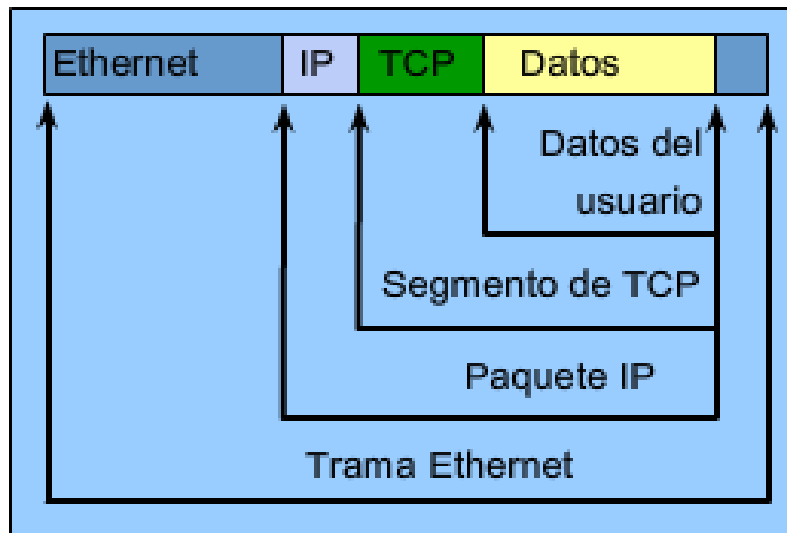 Ethernet IP TCP Datos
Datos del
usuario
Segmento de TCP
Paquete IP
Trama Ethernet